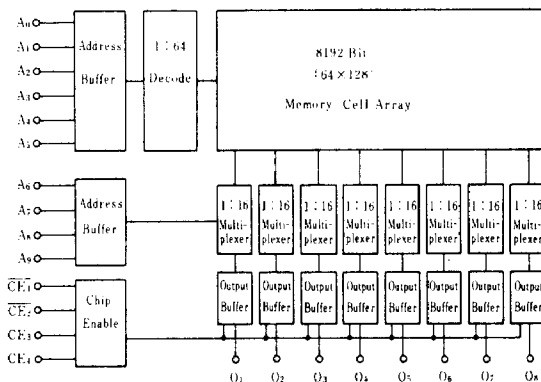 A₀
A₁
A₂
A₃
A₄
A₅
Address
Buffer
1 : 64
Decode
8192 Bit
(64×128)
Memory Cell Array
A₆
A₇
A₈
A₉
Address
Buffer
1 : 16
Multi-
plexer
1 : 16
Multi-
plexer
1 : 16
Multi-
plexer
1 : 16
Multi-
plexer
1 : 16
Multi-
plexer
1 : 16
Multi-
plexer
1 : 16
Multi-
plexer
1 : 16
Multi-
plexer
C̅E̅₁
C̅E̅₂
CE₃
CE₄
Chip
Enable
Output
Buffer
Output
Buffer
Output
Buffer
Output
Buffer
Output
Buffer
Output
Buffer
Output
Buffer
Output
Buffer
O₁
O₂
O₃
O₄
O₅
O₆
O₇
O₈